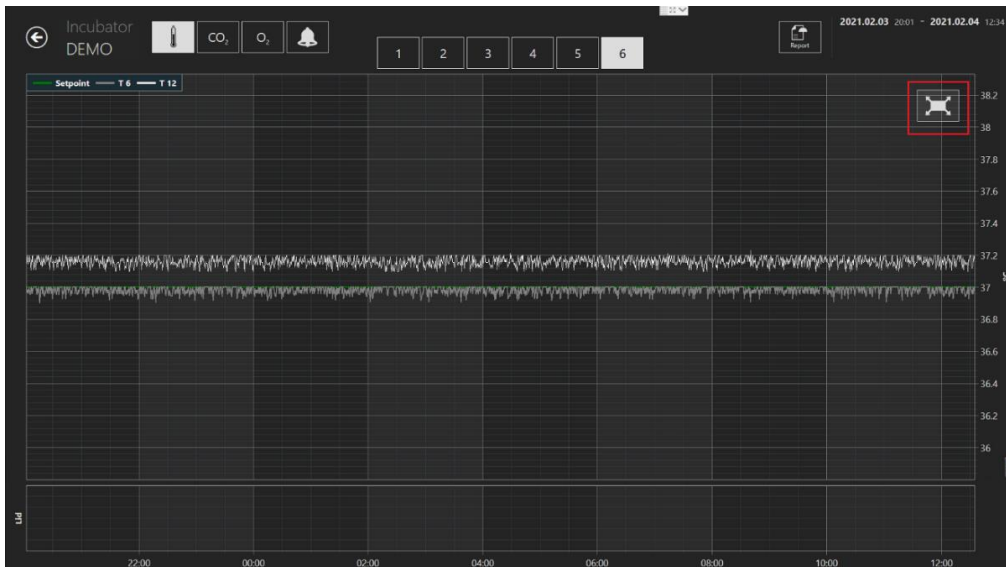 Incubator
DEMO
CO₂
O₂
1 2 3 4 5 6
Report
2021.02.03 20:01 ~ 2021.02.04 12:34
Setpoint T 6 T 12
38.2
38
37.8
37.6
37.4
37.2
37
36.8
36.6
36.4
36.2
36
Lid
22:00 00:00 02:00 04:00 06:00 08:00 10:00 12:00